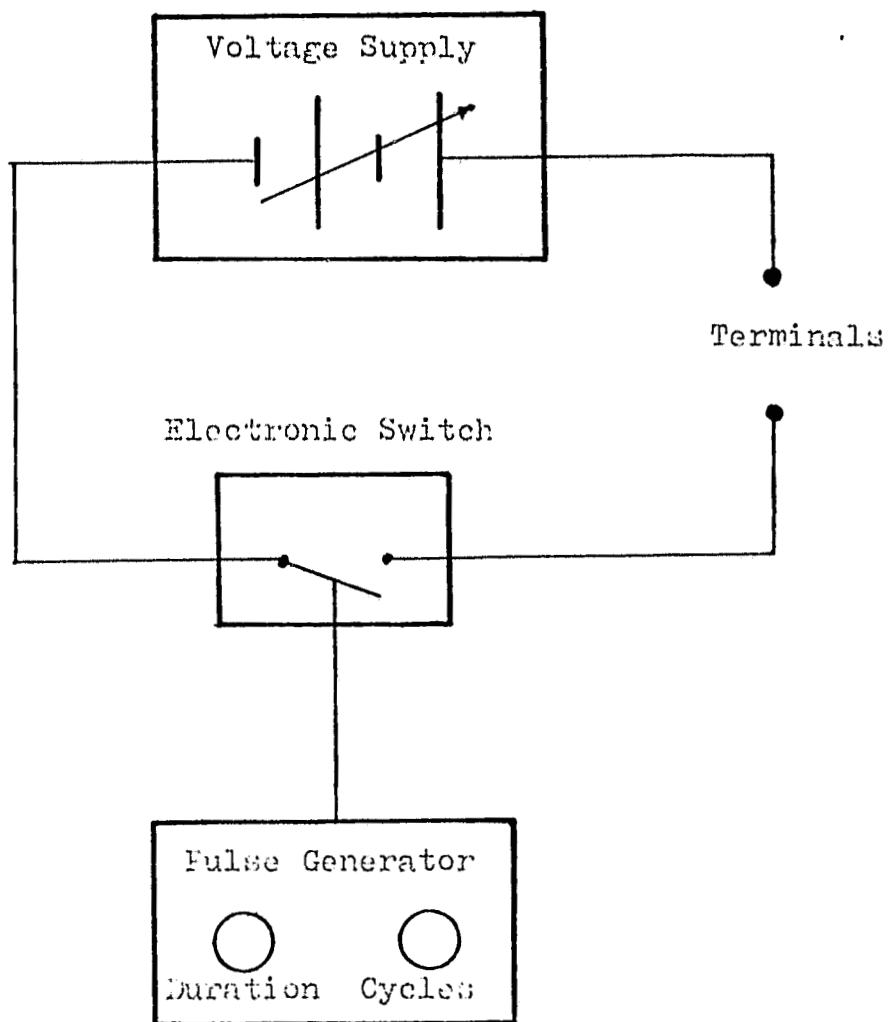 Voltage Supply
Terminals
Electronic Switch
Pulse Generator
Duration Cycles